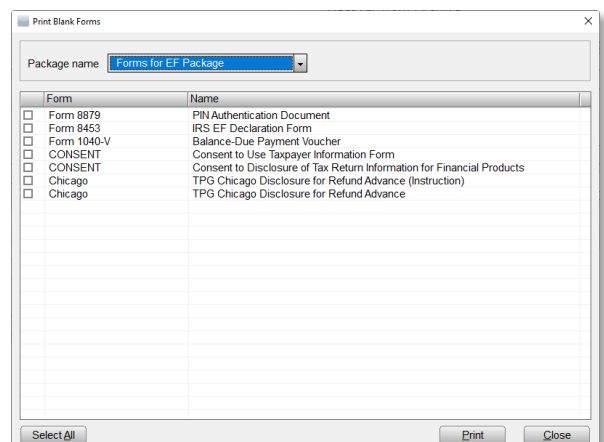 Print Blank Forms
Package name Forms for EF Package
Form Name
Form 8879 PIN Authentication Document
Form 8453 IRS EF Declaration Form
Form 1040-V Balance-Due Payment Voucher
CONSENT Consent to Use Taxpayer Information Form
CONSENT Consent to Disclosure of Tax Return Information for Financial Products
Chicago TPG Chicago Disclosure for Refund Advance (Instruction)
Chicago TPG Chicago Disclosure for Refund Advance
Select All Print Close